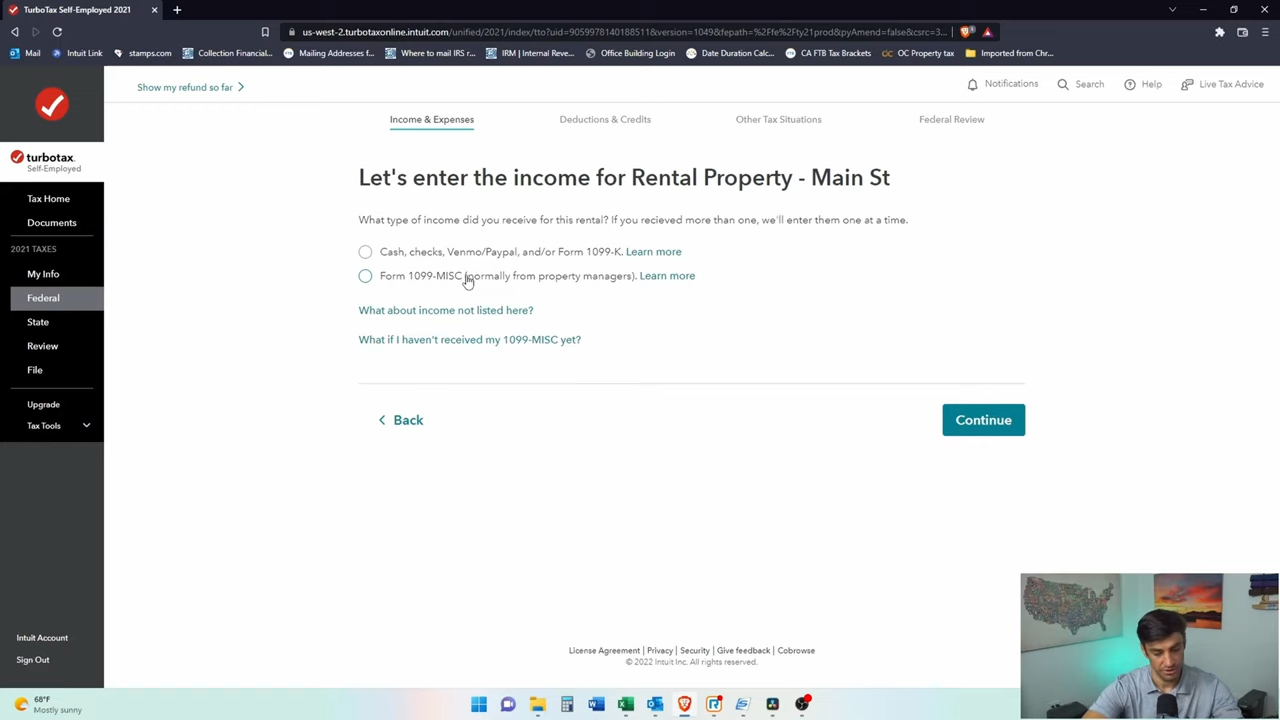 TurboTax Self-Employed 2021
us-west-2.turbotaxonline.intuit.com/unified/2021/index/tto?uid=9059978140188511&version=1049&fepath=%2Ffe%2Fty21prod&pyAmend=false&csrc=3...
Mail
Intuit Link
stamps.com
Collection Financial...
Mailing Addresses f...
Where to mail IRS r...
IRM | Internal Reve...
Office Building Login
Date Duration Calc...
CA FTB Tax Brackets
OC Property tax
Imported from Chr...
Show my refund so far
Notifications
Search
Help
Live Tax Advice
turbotax
Self-Employed
Tax Home
Documents
2021 TAXES
My Info
Federal
State
Review
File
Upgrade
Tax Tools
Intuit Account
Sign Out
Income & Expenses
Deductions & Credits
Other Tax Situations
Federal Review
Let's enter the income for Rental Property - Main St
What type of income did you receive for this rental? If you recieved more than one, we'll enter them one at a time.
Cash, checks, Venmo/Paypal, and/or Form 1099-K. Learn more
Form 1099-MISC (normally from property managers). Learn more
What about income not listed here?
What if I haven't received my 1099-MISC yet?
Back
Continue
License Agreement | Privacy | Security | Give feedback | Cobrowse
© 2022 Intuit Inc. All rights reserved.
68°F
Mostly sunny